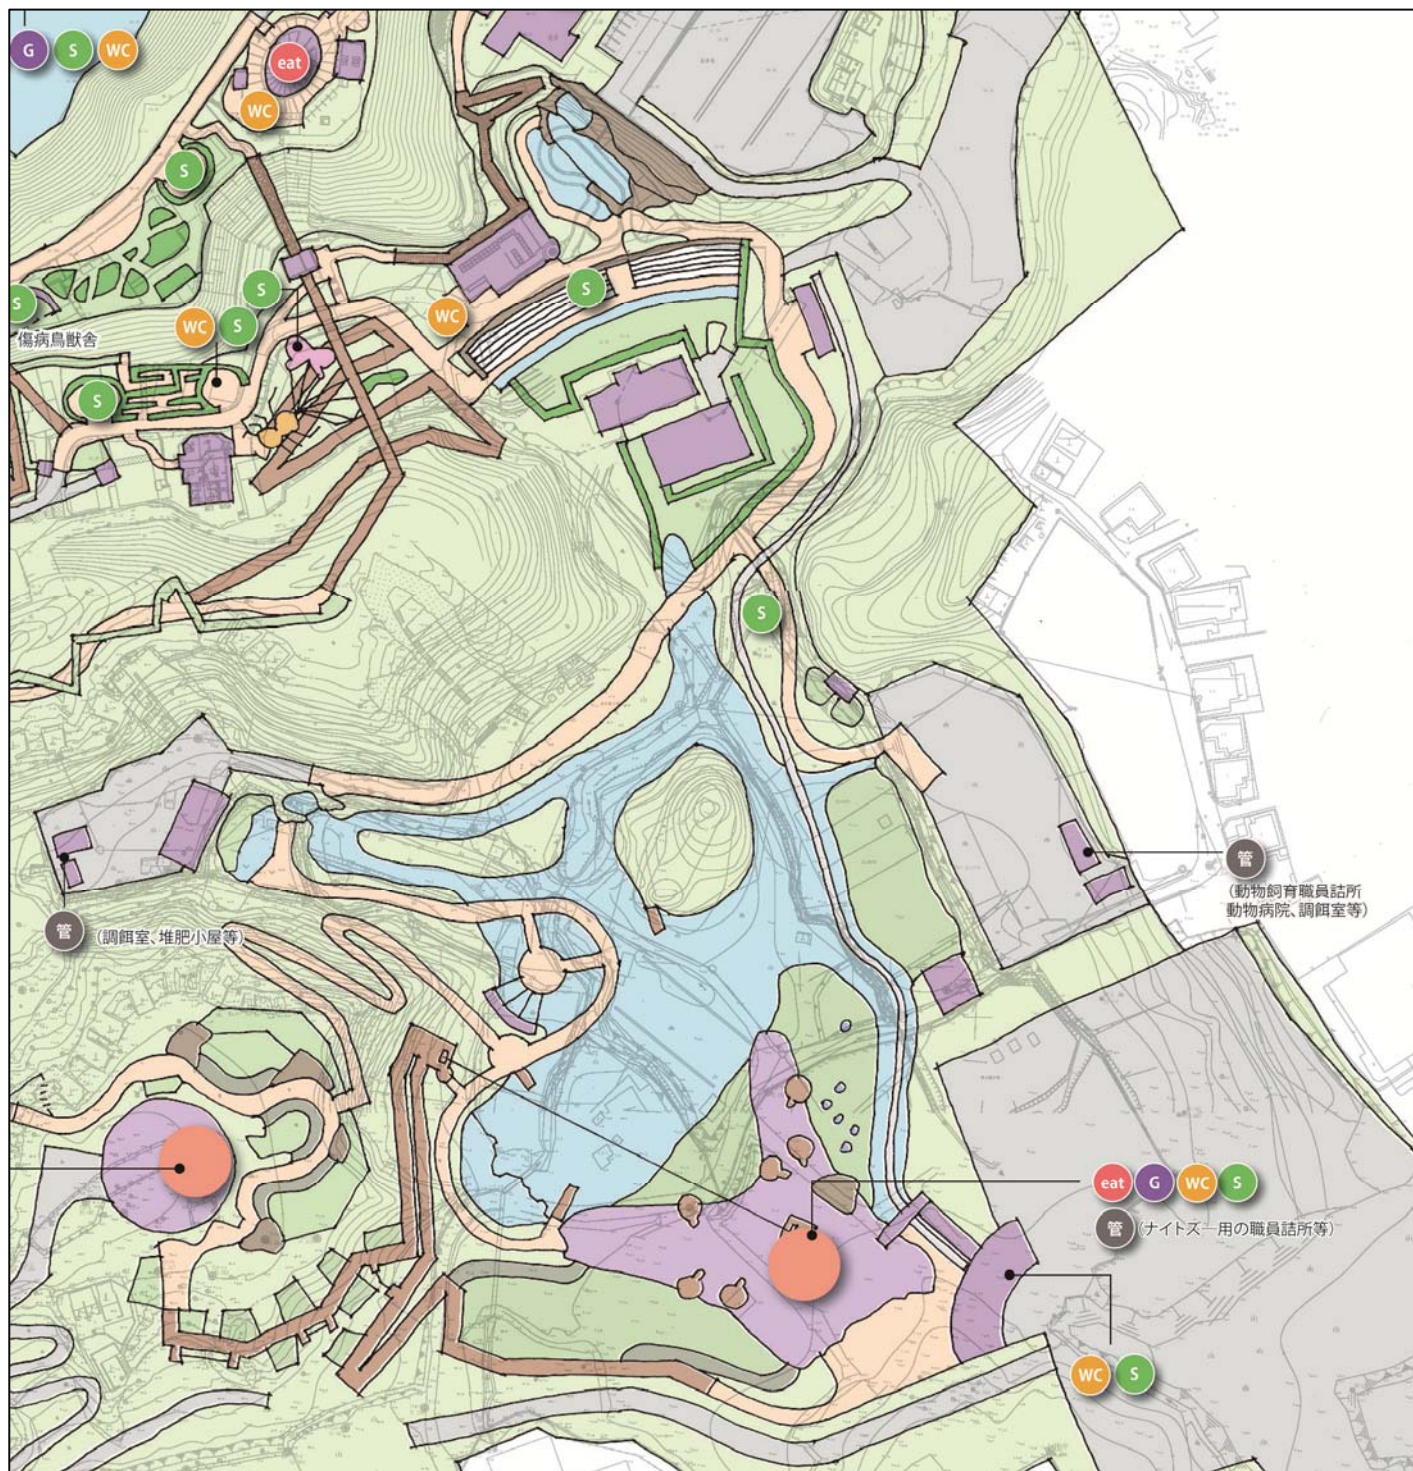 G S WC
eat
WC
S
S
S
WC S
WC
S
傷病鳥獣舎
S
S
管
(動物飼育職員詰所
動物病院、調餌室等)
管
(調餌室、堆肥小屋等)
eat G WC S
管 (ナイトズー用の職員詰所等)
WC S